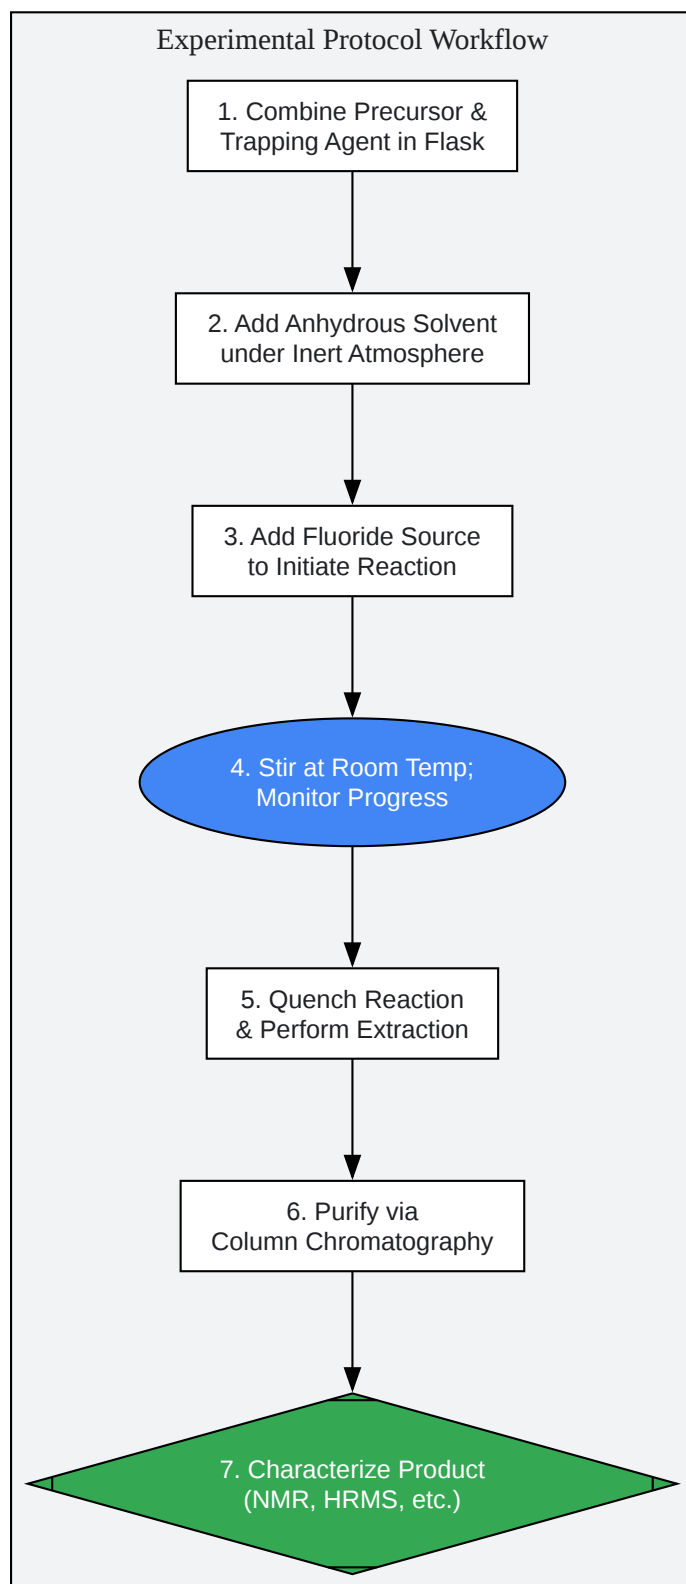 Experimental Protocol Workflow
1. Combine Precursor &
Trapping Agent in Flask
2. Add Anhydrous Solvent
under Inert Atmosphere
3. Add Fluoride Source
to Initiate Reaction
4. Stir at Room Temp;
Monitor Progress
5. Quench Reaction
& Perform Extraction
6. Purify via
Column Chromatography
7. Characterize Product
(NMR, HRMS, etc.)